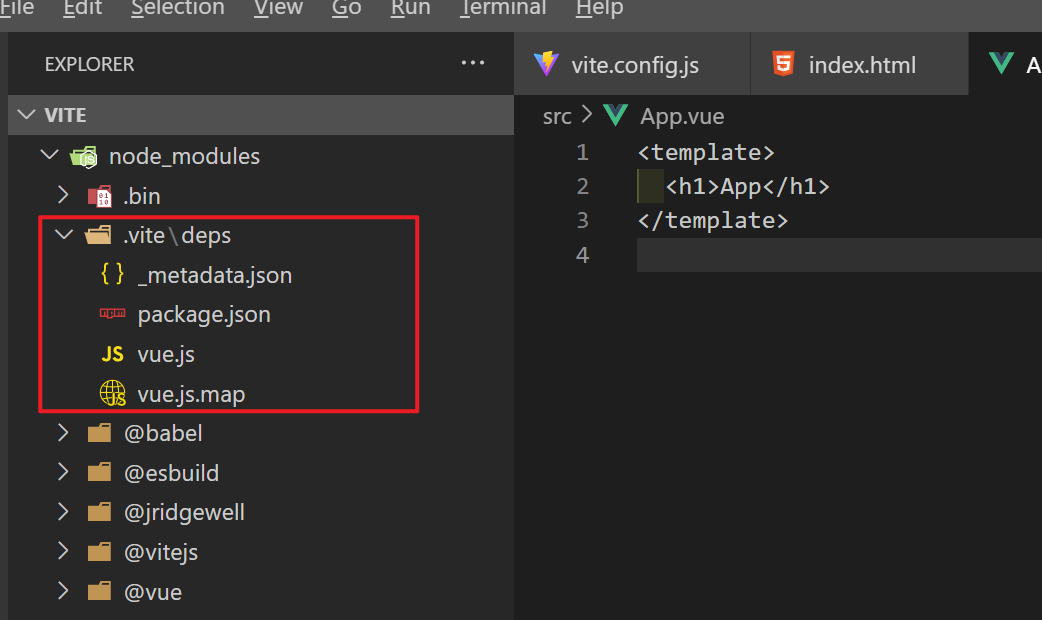 File Edit Selection View Go Run Terminal Help
EXPLORER ···
vite.config.js index.html A
VITE
src > App.vue
node_modules
.bin
.vite\deps
{ } _metadata.json
package.json
JS vue.js
vue.js.map
@babel
@esbuild
@jridgewell
@vitejs
@vue
1 <template>
2 <h1>App</h1>
3 </template>
4